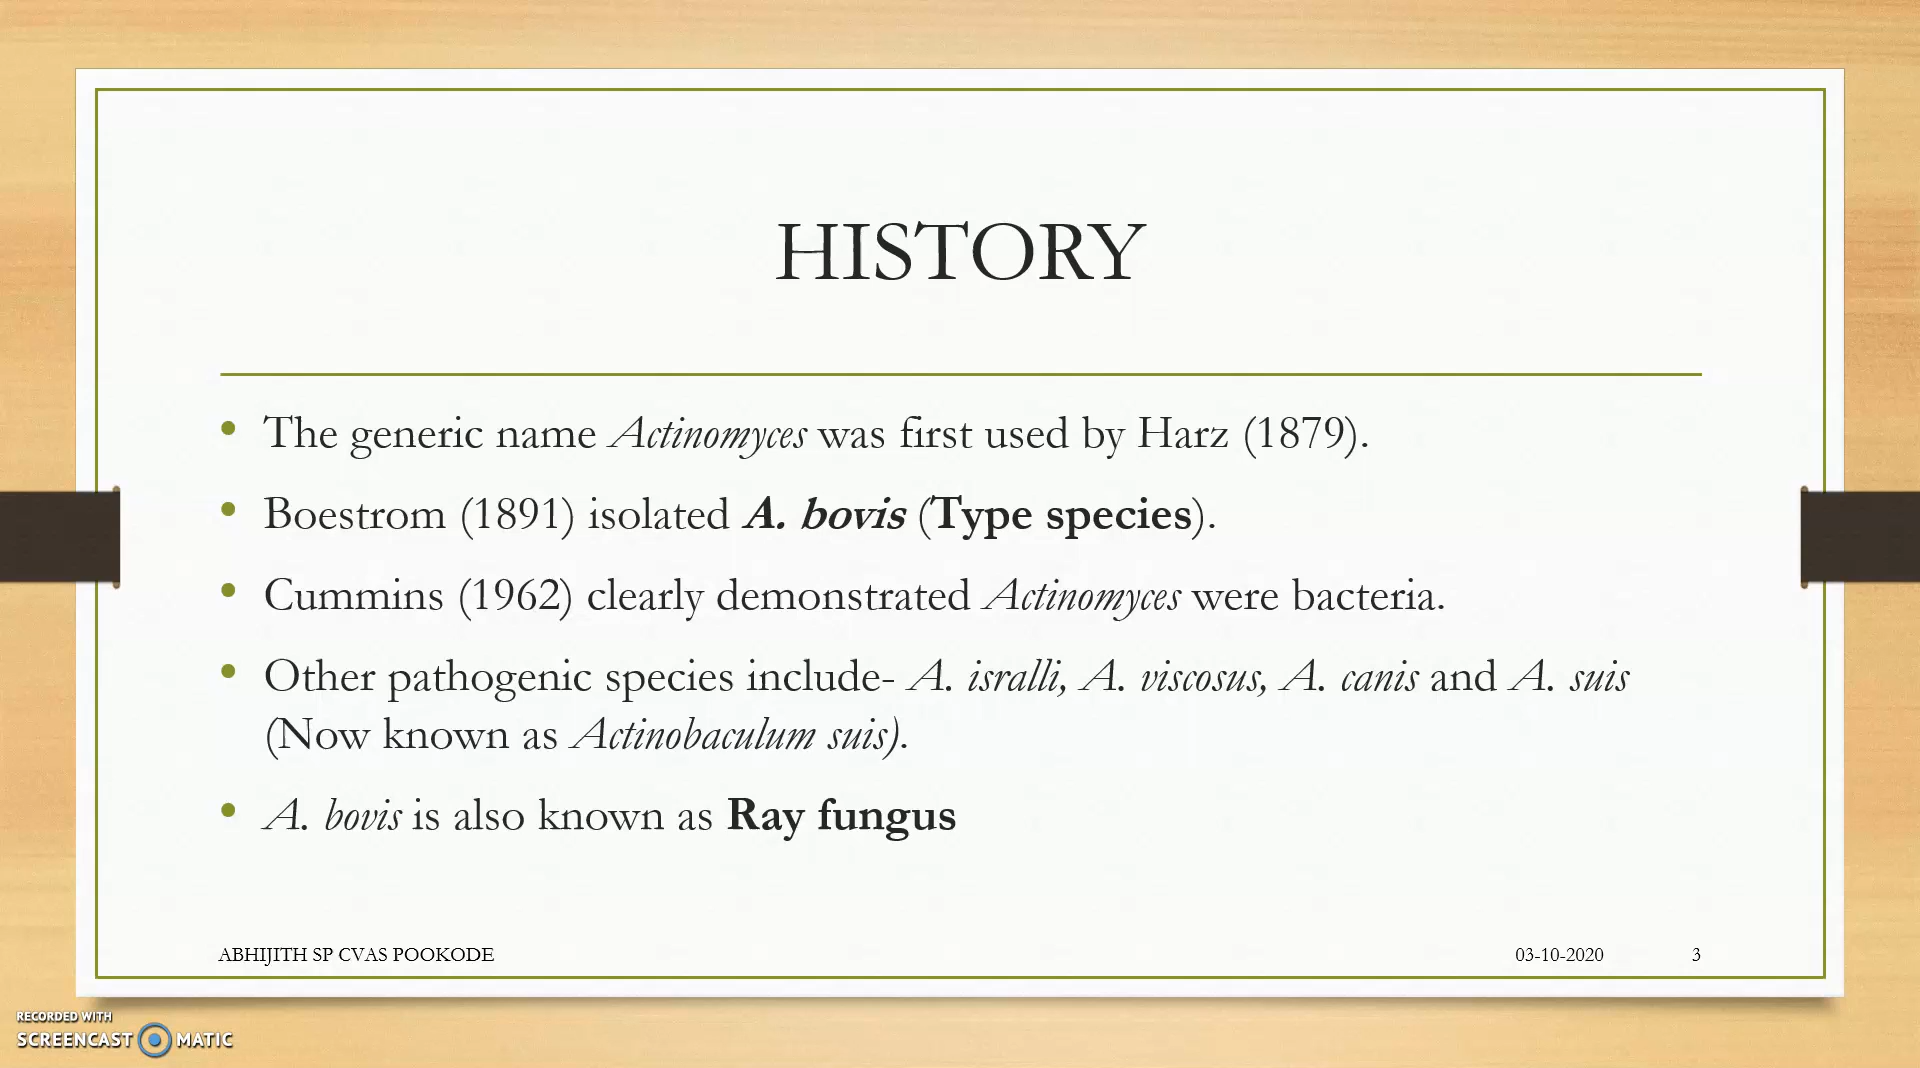 HISTORY
• The generic name Actinomyces was first used by Harz (1879).
• Boestrom (1891) isolated A. bovis (Type species).
• Cummins (1962) clearly demonstrated Actinomyces were bacteria.
• Other pathogenic species include- A. isralli, A. viscosus, A. canis and A. suis
(Now known as Actinobaculum suis).
• A. bovis is also known as Ray fungus
ABHIJITH SP CVAS POOKODE 03-10-2020 3
RECORDED WITH
SCREENCAST MATIC